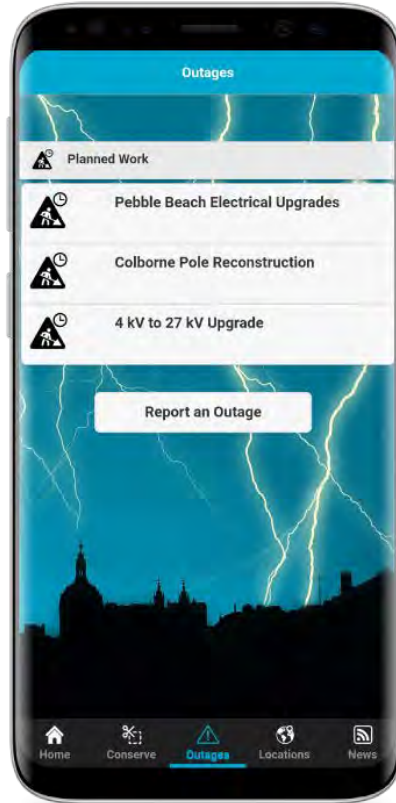 Outages
Planned Work
Pebble Beach Electrical Upgrades
Colborne Pole Reconstruction
4 kV to 27 kV Upgrade
Report an Outage
Home Conserve Outages Locations News